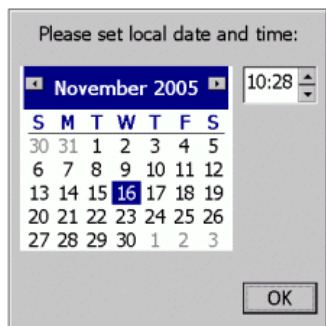 Please set local date and time:
November 2005 10:28
S M T W T F S
30 31 1 2 3 4 5
6 7 8 9 10 11 12
13 14 15 16 17 18 19
20 21 22 23 24 25 26
27 28 29 30 1 2 3
OK